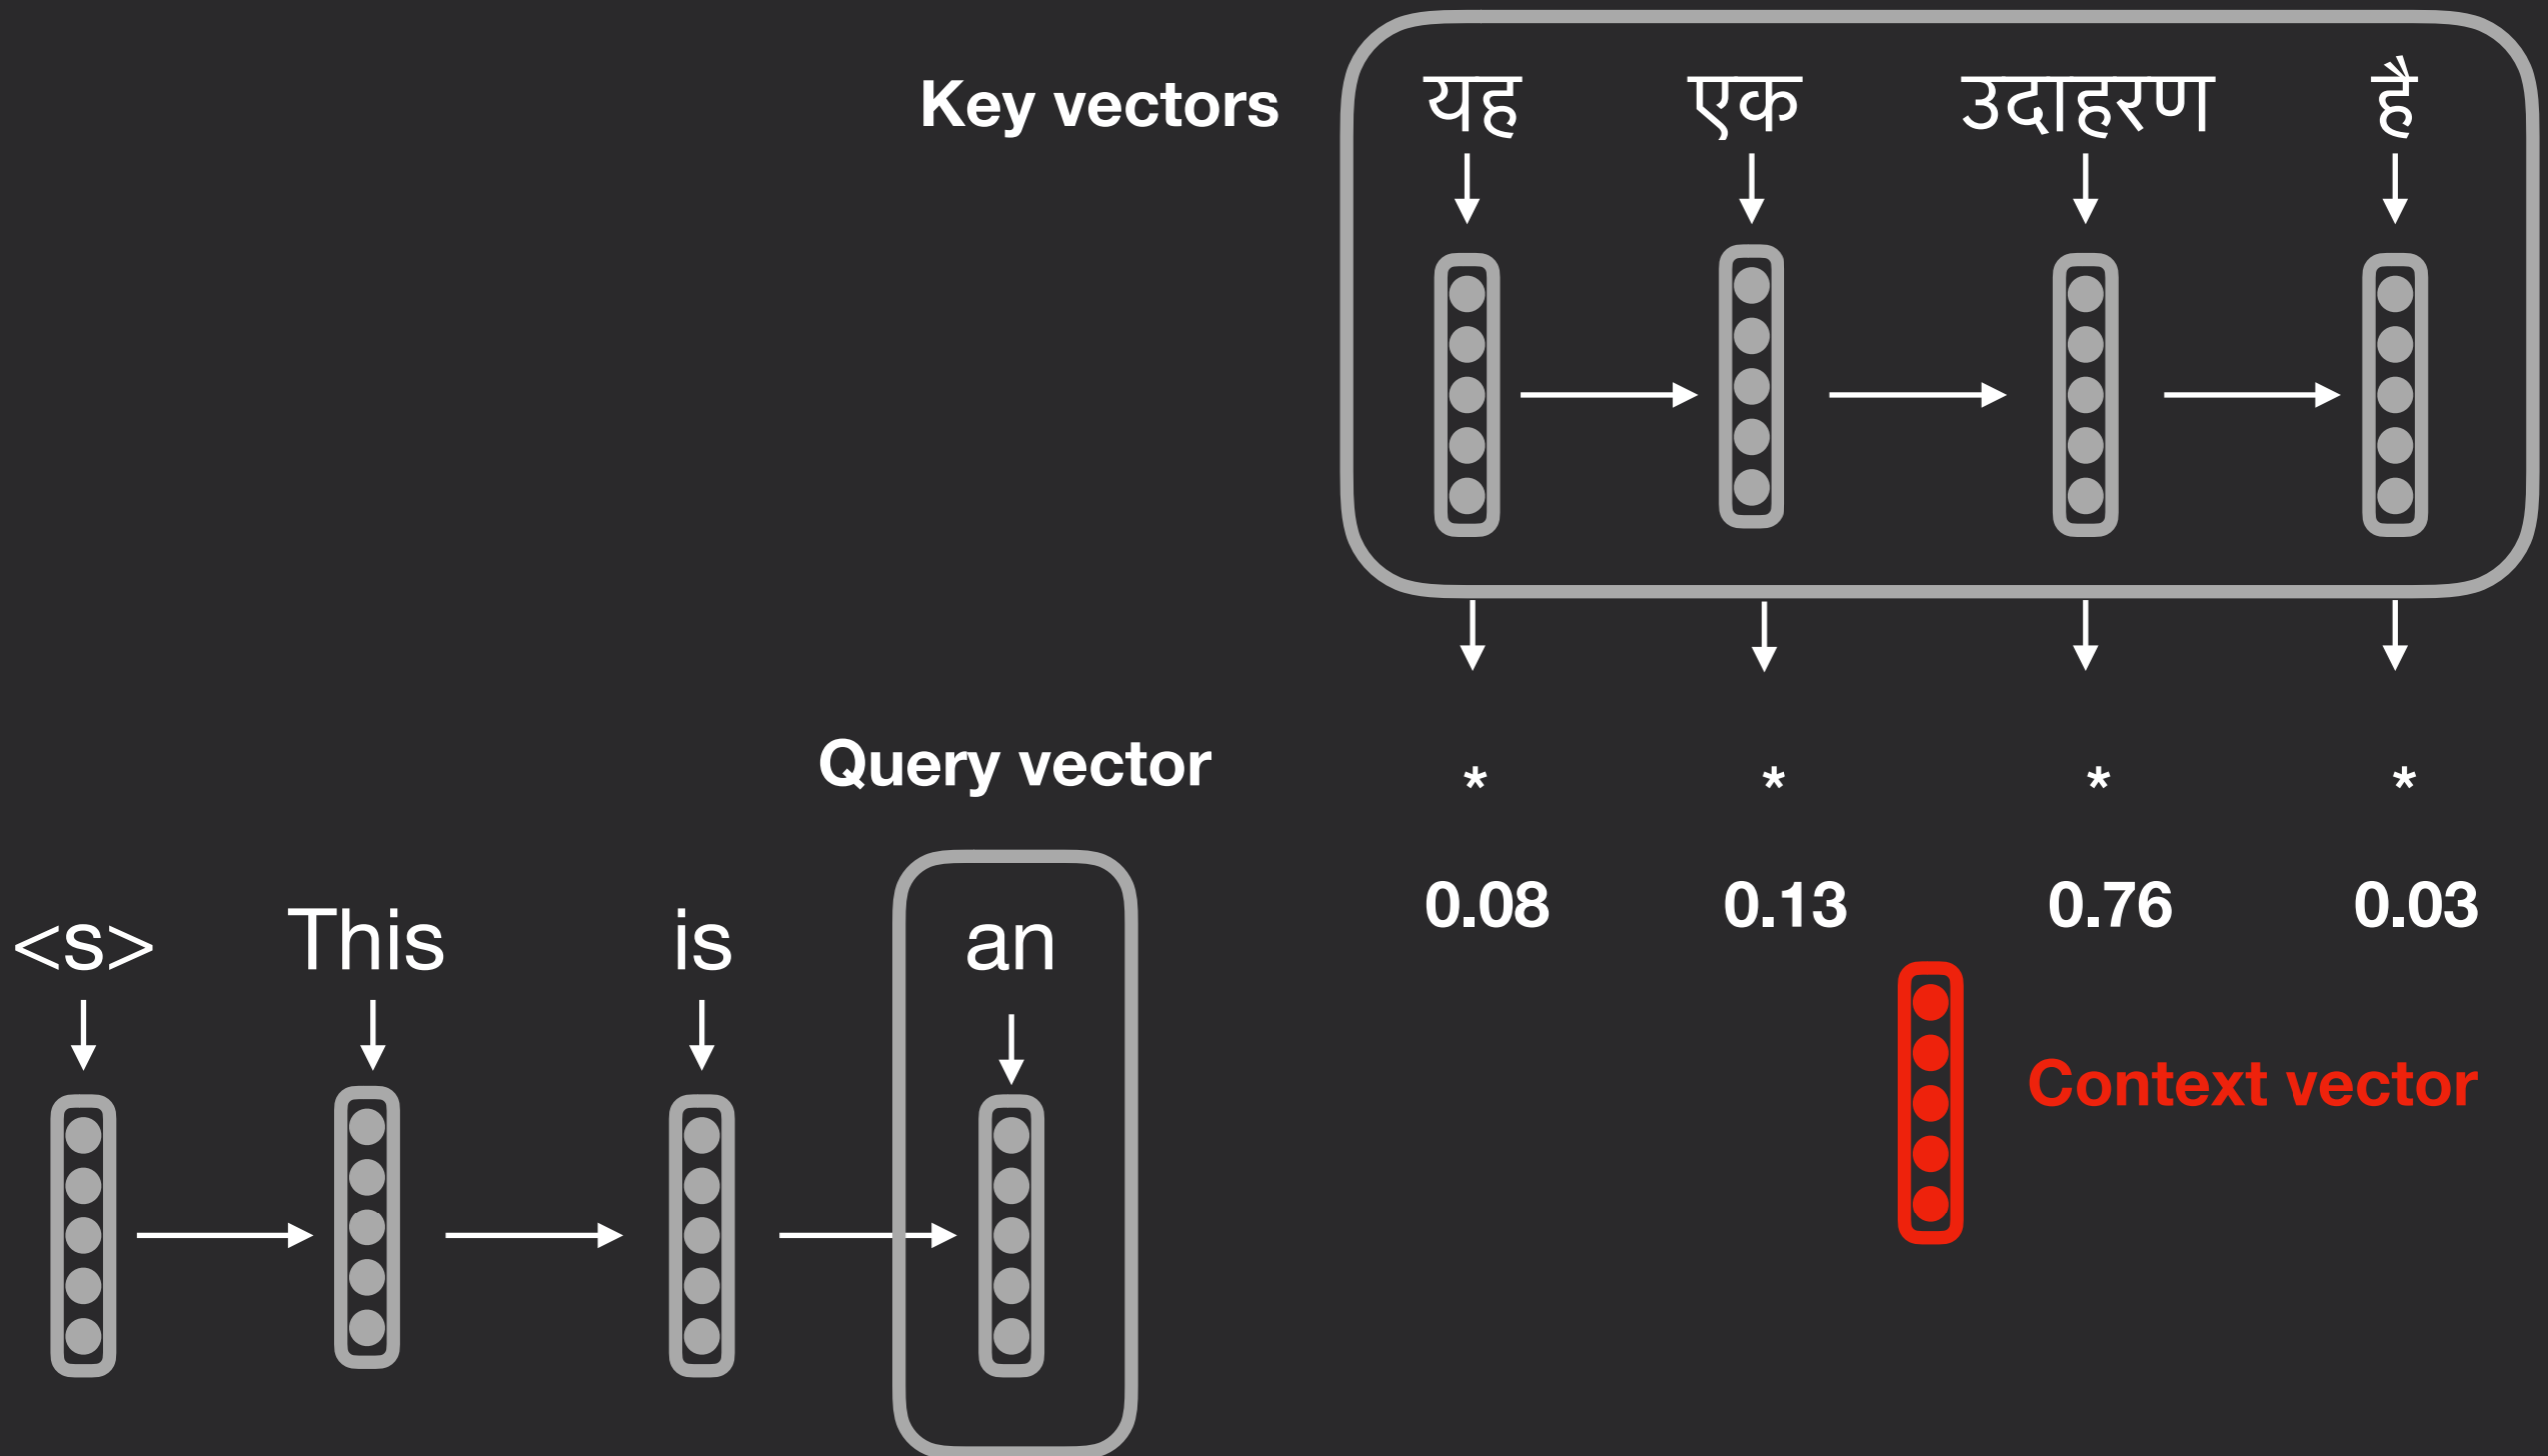 Key vectors यह एक उदाहरण है
Query vector * * * *
0.08 0.13 0.76 0.03
<s> This is an
Context vector